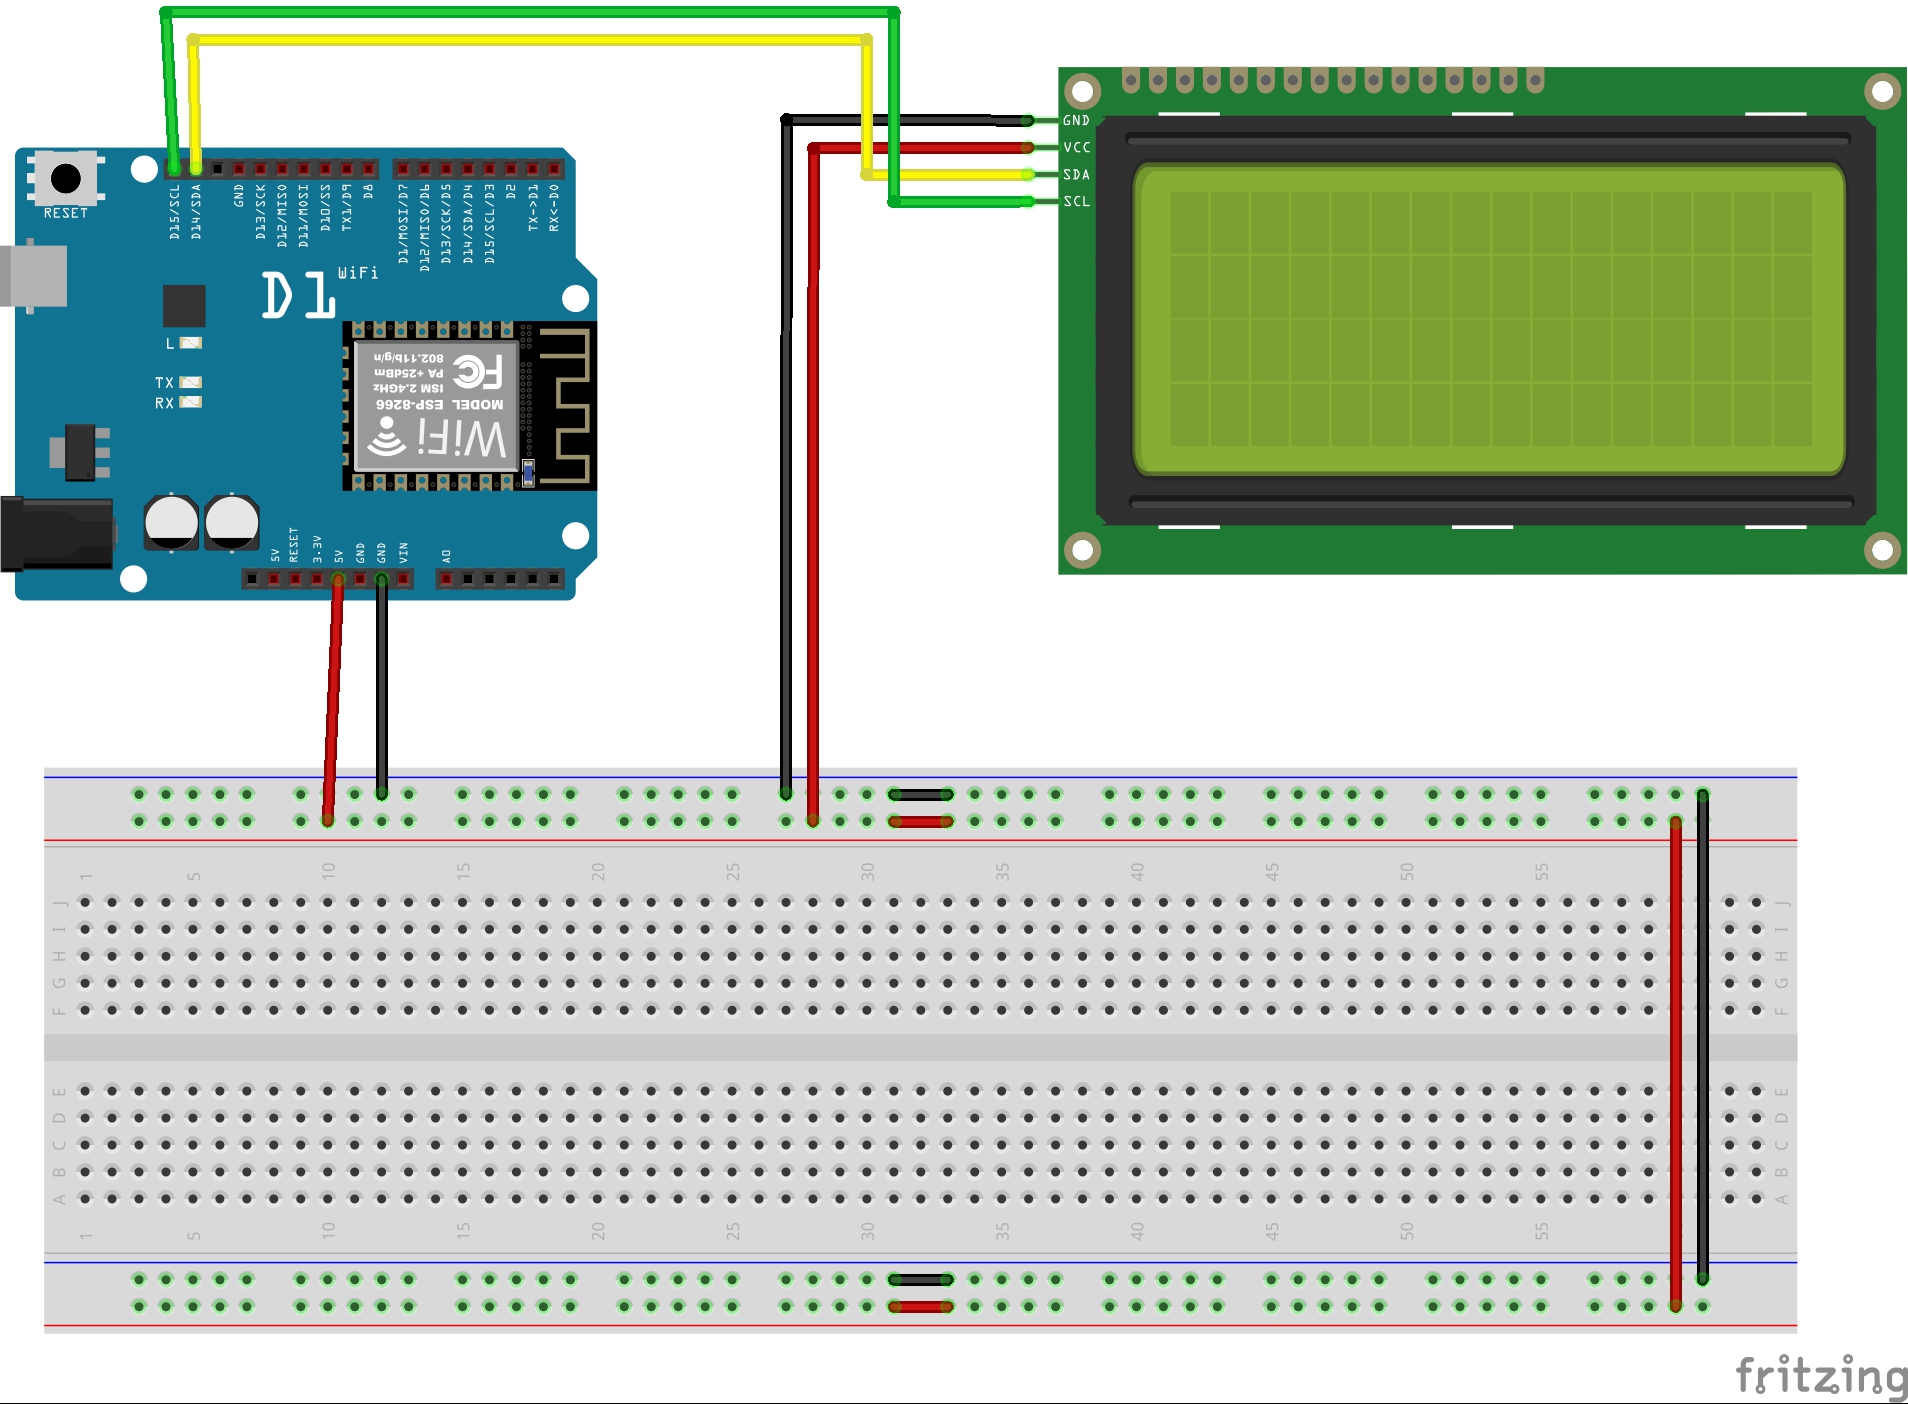 GND
VCC
SDA
SCL
RESET
D15/SCL
D14/SDA
GND
D13/SCK
D12/MISO
D11/MOSI
D10/SS
TX1/D9
D8
D1/MOSI/D7
D12/MISO/D6
D13/SCK/D5
D14/SDA/D4
D15/SCL/D3
D2
TX->D1
RX<-D0
D1 WiFi
L
TX
RX
WiFi
MODEL ESP-8266
ISM 2.4GHz
PA +25dBm
802.11b/g/n
FC
5V
RESET
3.3V
5V
GND
GND
VIN
A0
1 5 10 15 20 25 30 35 40 45 50 55
J J
I I
H H
G G
F F
E E
D D
C C
B B
A A
1 5 10 15 20 25 30 35 40 45 50 55
fritzing